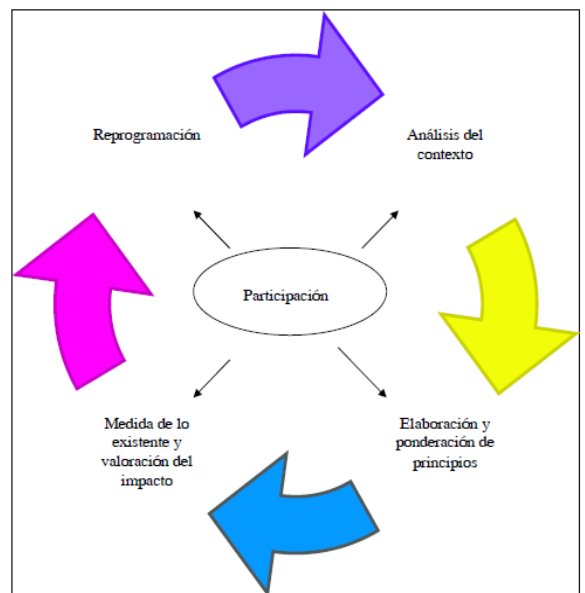 Reprogramación
Análisis del
contexto
Participación
Medida de lo
existente y
valoración del
impacto
Elaboración y
ponderación de
principios